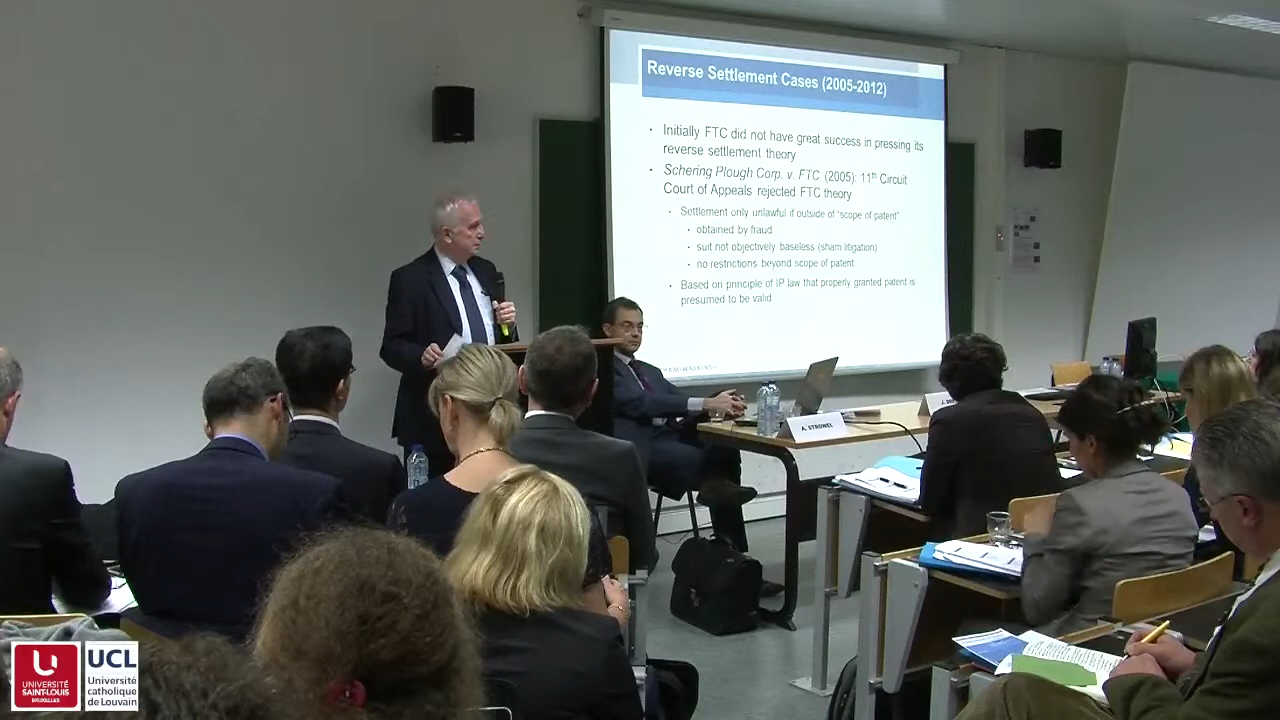 Reverse Settlement Cases (2005-2012)
Initially FTC did not have great success in pressing its
reverse settlement theory
Schering Plough Corp. v. FTC (2005): 11th Circuit
Court of Appeals rejected FTC theory
Settlement only unlawful if outside of "scope of patent"
obtained by fraud
suit not objectively baseless (sham litigation)
no restrictions beyond scope of patent
Based on principle of IP law that properly granted patent is
presumed to be valid
A. STROWEL
UNIVERSITÉ
SAINT-LOUIS
BRUXELLES
UCL
Université
catholique
de Louvain